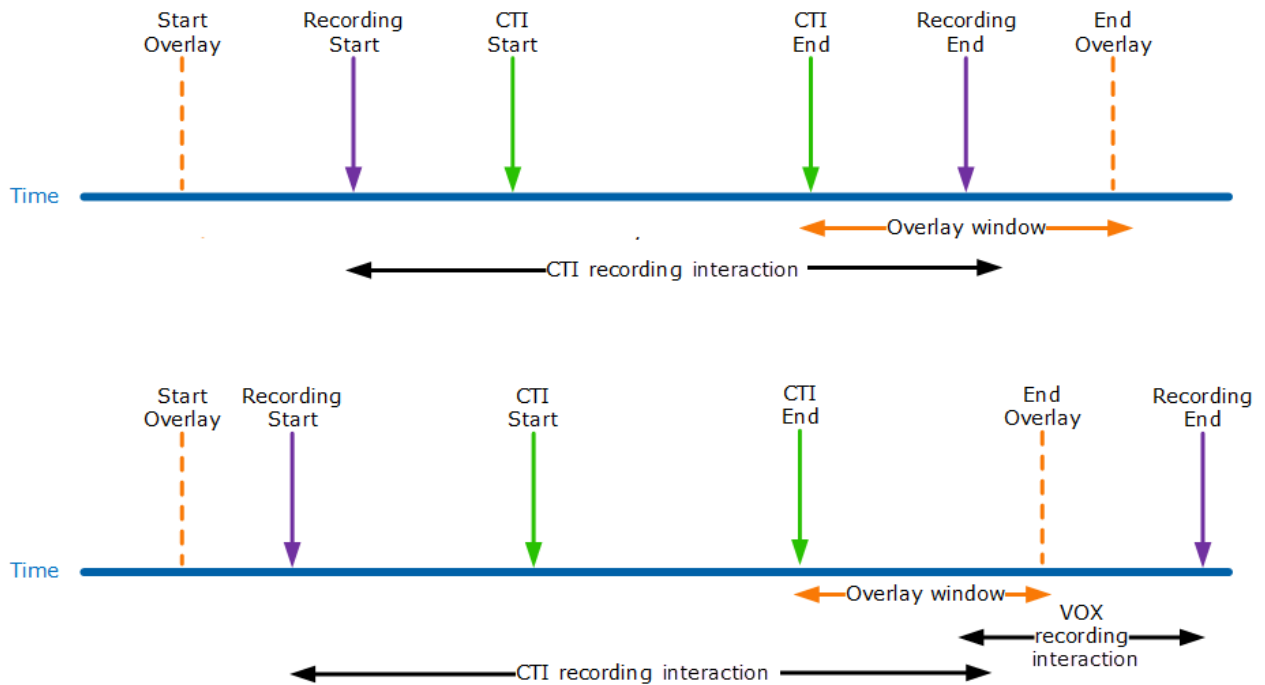 Start
Overlay
Recording
Start
CTI
Start
CTI
End
Recording
End
End
Overlay
Time
Overlay window
CTI recording interaction
Start
Overlay
Recording
Start
CTI
Start
CTI
End
End
Overlay
Recording
End
Time
Overlay window
VOX
recording
interaction
CTI recording interaction